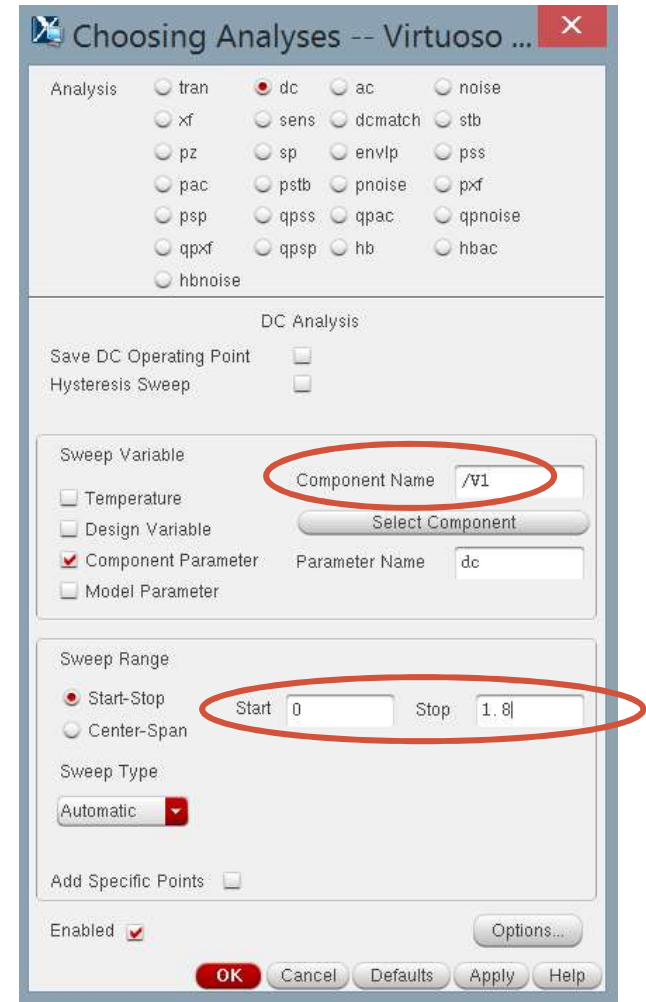 Choosing Analyses -- Virtuoso ...
Analysis tran dc ac noise
xf sens dcmatch stb
pz sp envlp pss
pac pstb pnoise pxf
psp qpss qpac qpnoise
qpxf qpsp hb hbac
hbnoise
DC Analysis
Save DC Operating Point
Hysteresis Sweep
Sweep Variable
Component Name /V1
Temperature
Select Component
Design Variable
Component Parameter
Parameter Name dc
Model Parameter
Sweep Range
Start-Stop
Start 0 Stop 1.8
Center-Span
Sweep Type
Automatic
Add Specific Points
Enabled
Options...
OK Cancel Defaults Apply Help